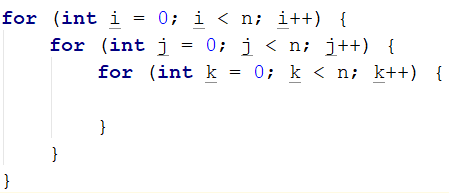 for (int i = 0; i < n; i++) {
    for (int j = 0; j < n; j++) {
        for (int k = 0; k < n; k++) {
        }
    }
}